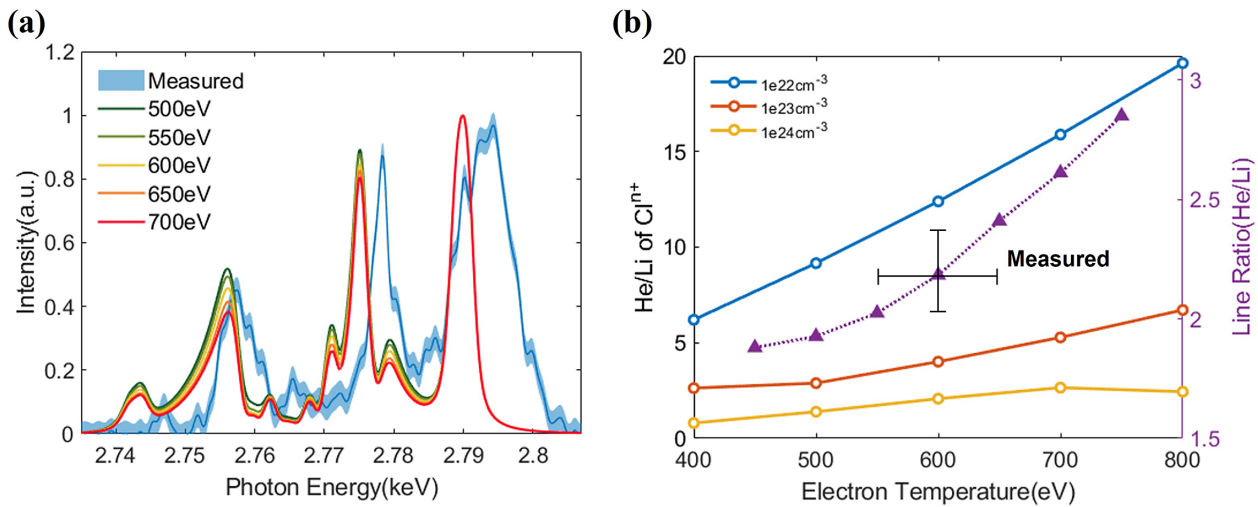 (a)
1.2
1
0.8
0.6
0.4
0.2
0
Intensity(a.u.)
Measured
500eV
550eV
600eV
650eV
700eV
2.74 2.75 2.76 2.77 2.78 2.79 2.8
Photon Energy(keV)
(b)
20
15
10
5
0
He/Li of Clⁿ⁺
1e22cm⁻³
1e23cm⁻³
1e24cm⁻³
Measured
3
2.5
2
1.5
Line Ratio(He/Li)
400 500 600 700 800
Electron Temperature(eV)